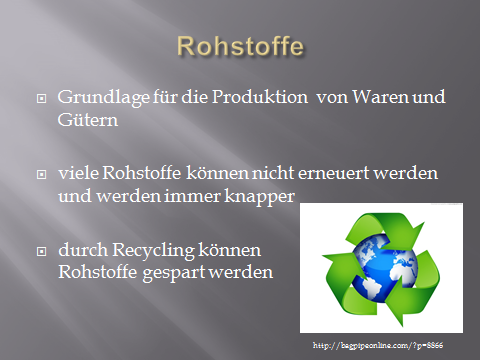 Rohstoffe
Grundlage für die Produktion von Waren und
Gütern
viele Rohstoffe können nicht erneuert werden
und werden immer knapper
durch Recycling können
Rohstoffe gespart werden
http://bagpipeonline.com/?p=8866